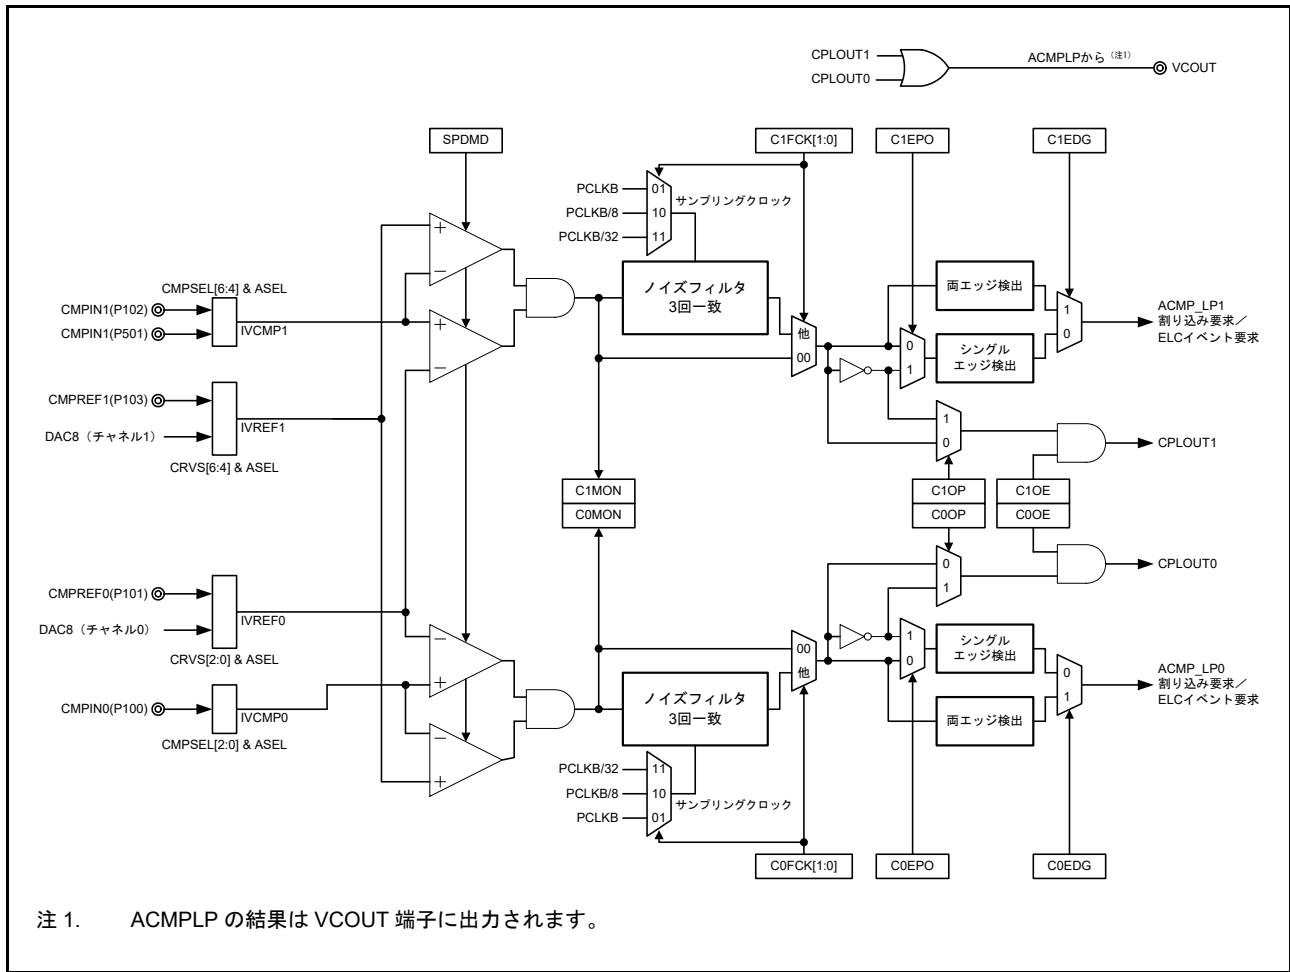 CPLOUT1
CPLOUT0
ACMPLPから (注1)
VCOUT
SPDMD
C1FCK[1:0]
C1EPO
C1EDG
PCLKB
PCLKB/8
PCLKB/32
01
10
11
サンプリングクロック
+
−
+
−
CMPSEL[6:4] & ASEL
CMPIN1(P102)
CMPIN1(P501)
IVCMP1
ノイズフィルタ
3回一致
他
00
0
1
両エッジ検出
シングル
エッジ検出
1
0
ACMP_LP1
割り込み要求／
ELCイベント要求
CMPREF1(P103)
DAC8（チャネル1）
IVREF1
CRVS[6:4] & ASEL
1
0
CPLOUT1
C1MON
C0MON
C1OP
C0OP
C1OE
C0OE
CMPREF0(P101)
DAC8（チャネル0）
IVREF0
CRVS[2:0] & ASEL
0
1
CPLOUT0
CMPIN0(P100)
IVCMP0
CMPSEL[2:0] & ASEL
−
+
−
+
ノイズフィルタ
3回一致
00
他
1
0
シングル
エッジ検出
両エッジ検出
0
1
ACMP_LP0
割り込み要求／
ELCイベント要求
PCLKB/32
PCLKB/8
PCLKB
11
10
01
サンプリングクロック
C0FCK[1:0]
C0EPO
C0EDG
注 1. ACMPLP の結果は VCOUT 端子に出力されます。